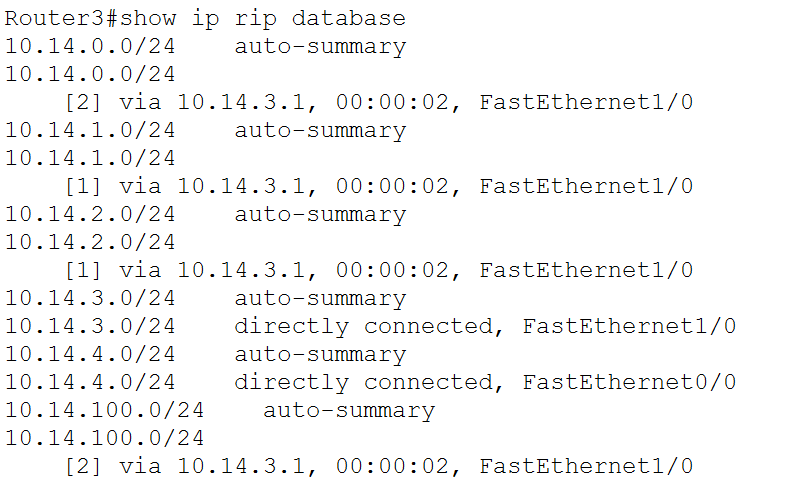 Router3#show ip rip database
10.14.0.0/24    auto-summary
10.14.0.0/24
    [2] via 10.14.3.1, 00:00:02, FastEthernet1/0
10.14.1.0/24    auto-summary
10.14.1.0/24
    [1] via 10.14.3.1, 00:00:02, FastEthernet1/0
10.14.2.0/24    auto-summary
10.14.2.0/24
    [1] via 10.14.3.1, 00:00:02, FastEthernet1/0
10.14.3.0/24    auto-summary
10.14.3.0/24    directly connected, FastEthernet1/0
10.14.4.0/24    auto-summary
10.14.4.0/24    directly connected, FastEthernet0/0
10.14.100.0/24    auto-summary
10.14.100.0/24
    [2] via 10.14.3.1, 00:00:02, FastEthernet1/0